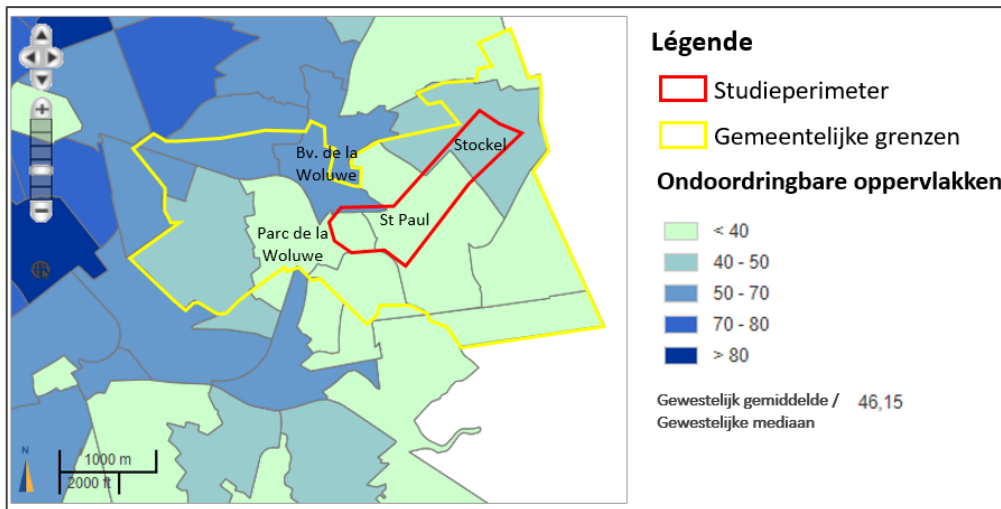 Stockel
Bv. de la
Woluwe
St Paul
Parc de la
Woluwe
N
1000 m
2000 ft
Légende
Studieperimeter
Gemeentelijke grenzen
Ondoordringbare oppervlakken
< 40
40 - 50
50 - 70
70 - 80
> 80
Gewestelijk gemiddelde / 46,15
Gewestelijke mediaan